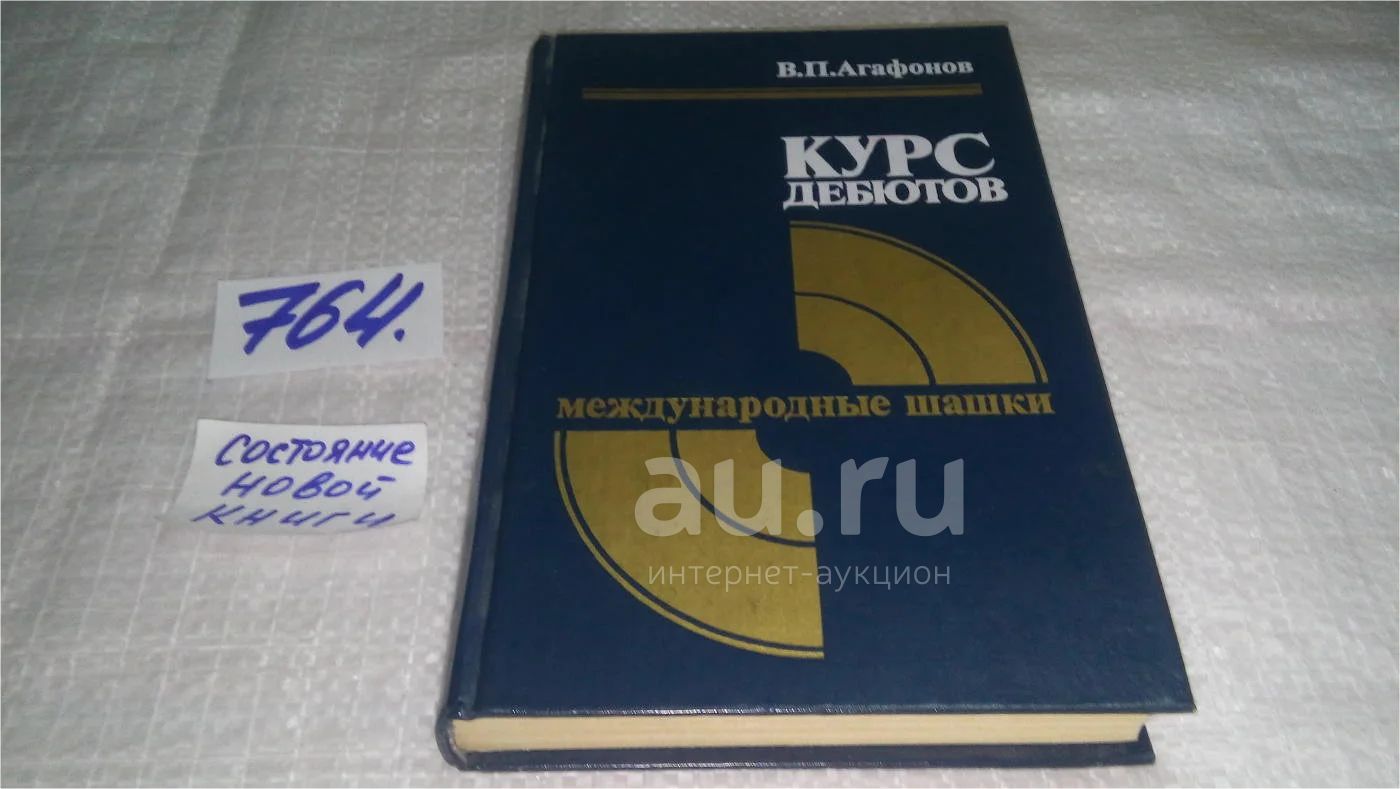 В.П.Агафонов
КУРС
ДЕБЮТОВ
международные шашки
764.
Состояние
новой
книги
au.ru
интернет-аукцион